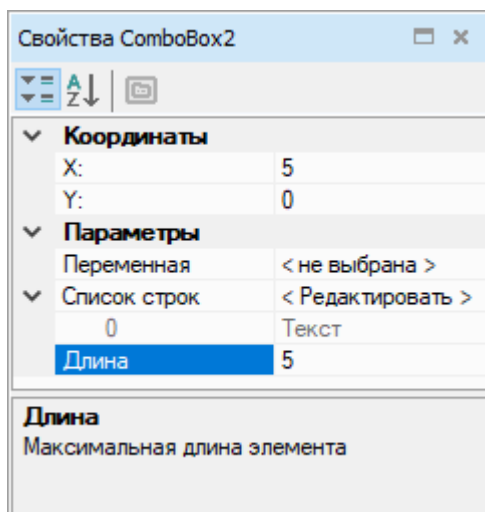 Свойства ComboBox2
A
Z
Координаты
X: 5
Y: 0
Параметры
Переменная < не выбрана >
Список строк < Редактировать >
0 Текст
Длина 5
Длина
Максимальная длина элемента